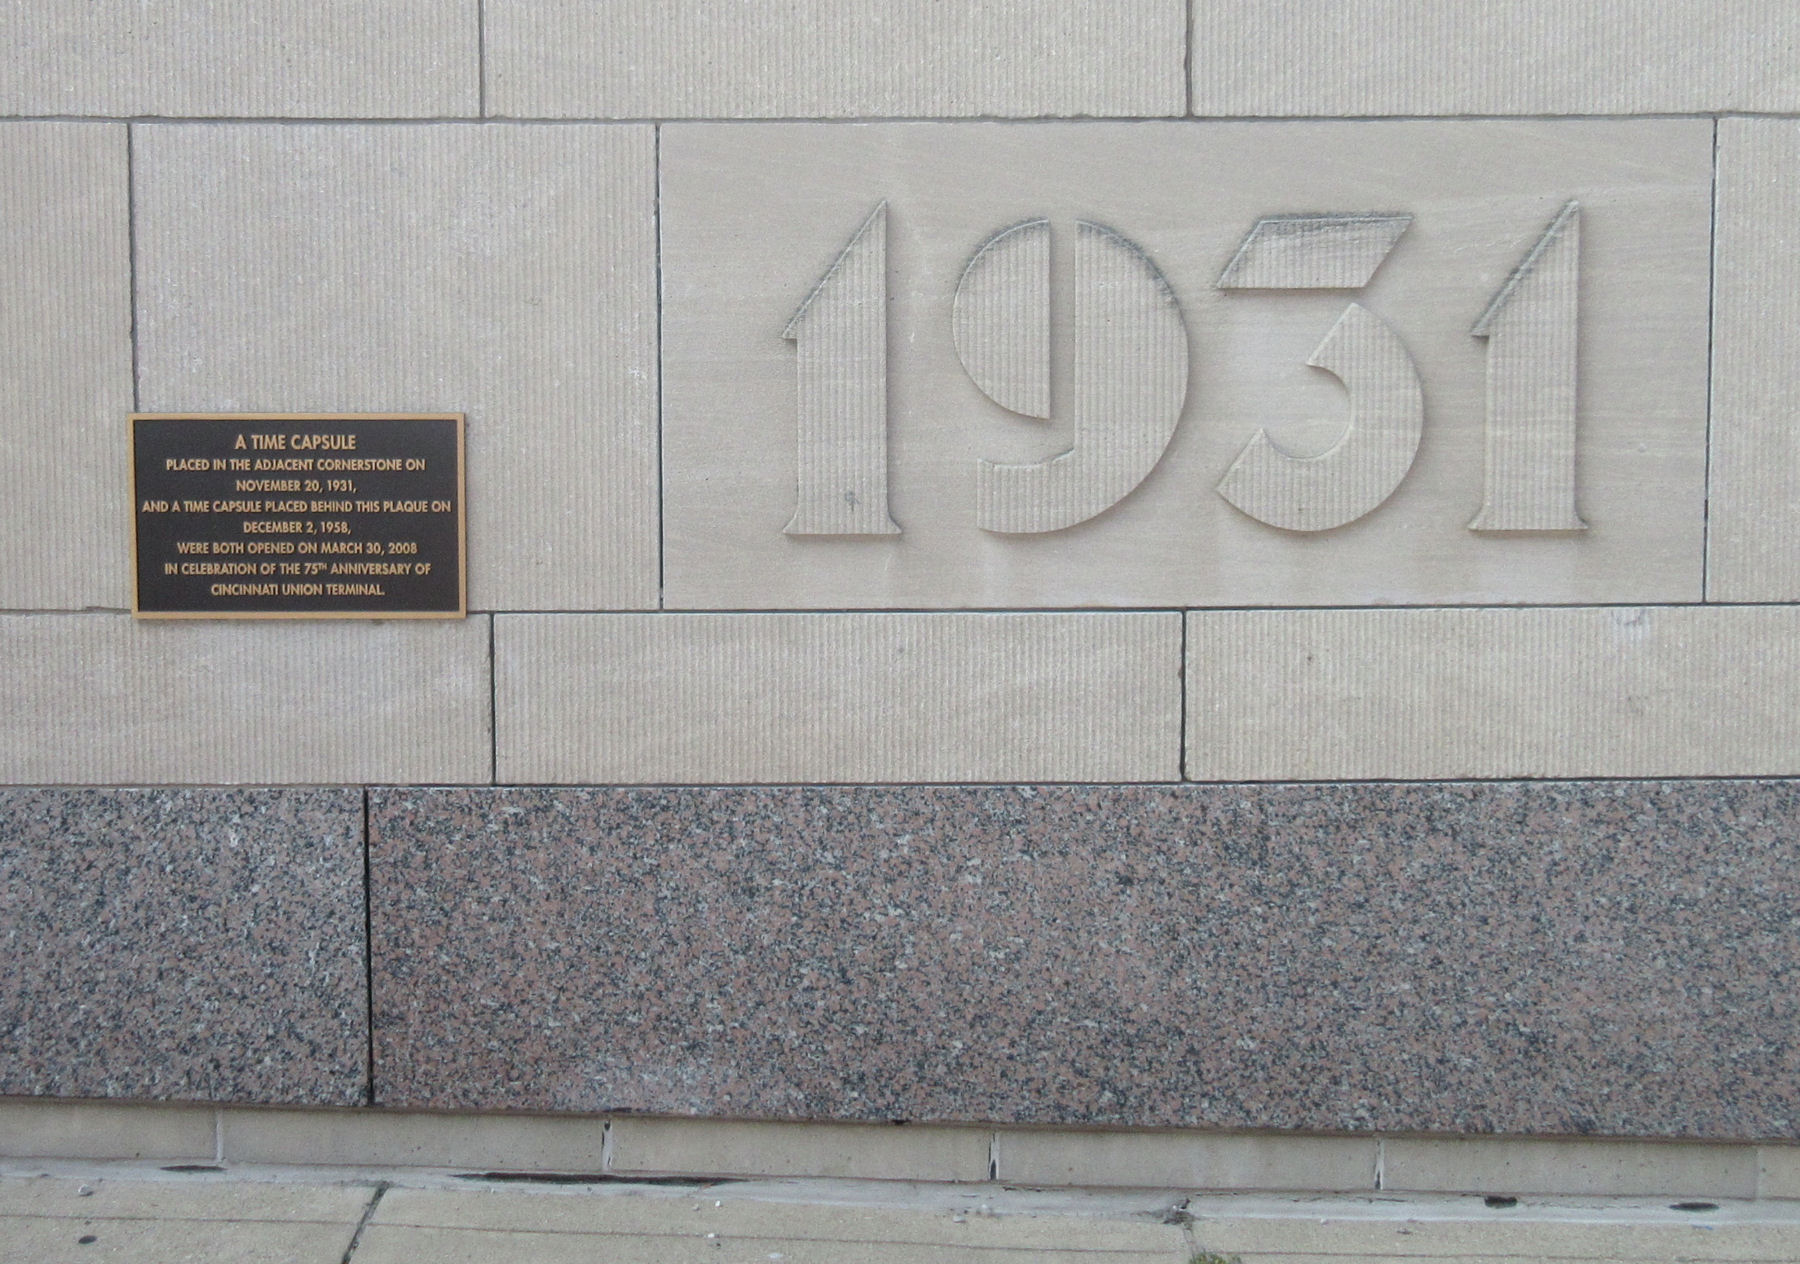 A TIME CAPSULE
PLACED IN THE ADJACENT CORNERSTONE ON
NOVEMBER 20, 1931,
AND A TIME CAPSULE PLACED BEHIND THIS PLAQUE ON
DECEMBER 2, 1958,
WERE BOTH OPENED ON MARCH 30, 2008
IN CELEBRATION OF THE 75TH ANNIVERSARY OF
CINCINNATI UNION TERMINAL.
1931